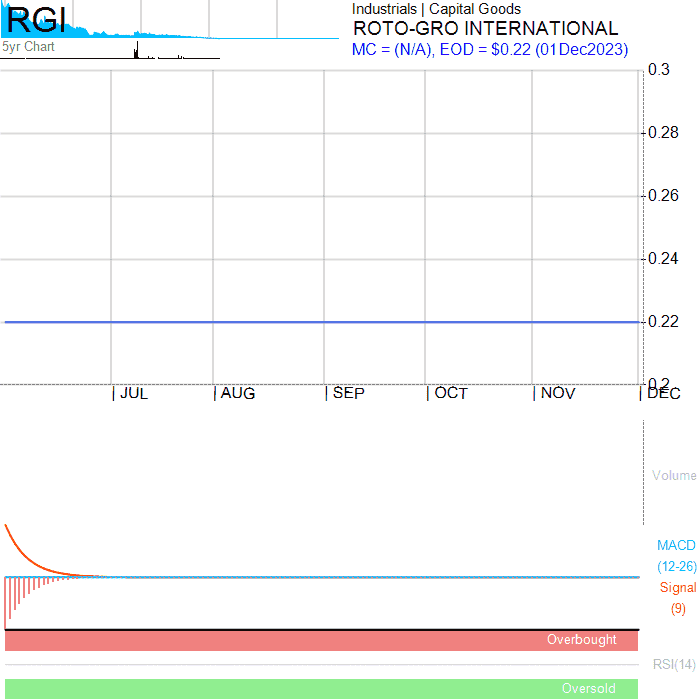 RGI
5yr Chart
Industrials | Capital Goods
ROTO-GRO INTERNATIONAL
MC = (N/A), EOD = $0.22 (01Dec2023)
0.3
0.28
0.26
0.24
0.22
0.2
| JUL | AUG | SEP | OCT | NOV | DEC
Volume
MACD
(12-26)
Signal
(9)
Overbought
RSI(14)
Oversold